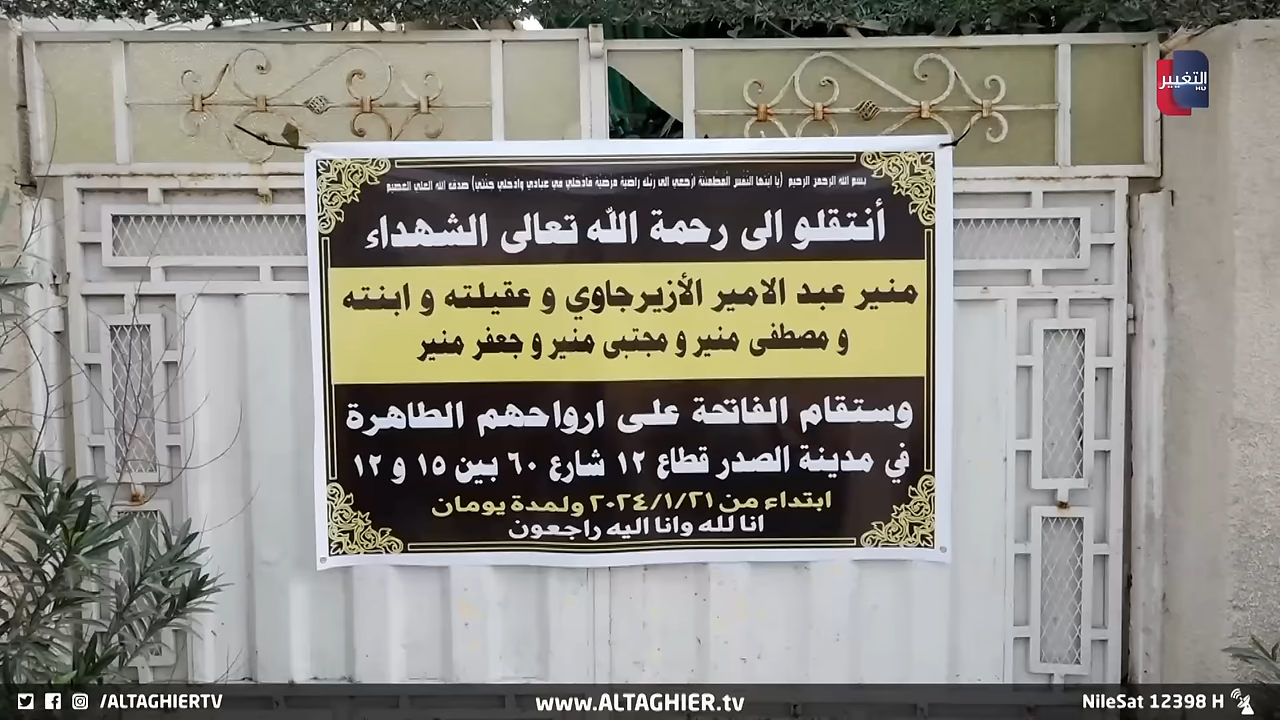 التغيير
بسم الله الرحمن الرحيم (يا ايتها النفس المطمئنة ارجعي الى ربك راضية مرضية فادخلي في عبادي وادخلي جنتي) صدق الله العلي العظيم
أنتقلو الى رحمة الله تعالى الشهداء
منير عبد الامير الأزيرجاوي و عقيلته و ابنته
و مصطفى منير و مجتبى منير و جعفر منير
وستقام الفاتحة على ارواحهم الطاهرة
في مدينة الصدر قطاع ١٢ شارع ٦٠ بين ١٥ و ١٢
ابتداء من ٢٠٢٤/١/٢١ ولمدة يومان
انا لله وانا اليه راجعون
/ALTAGHIERTV www.ALTAGHIER.tv NileSat 12398 H